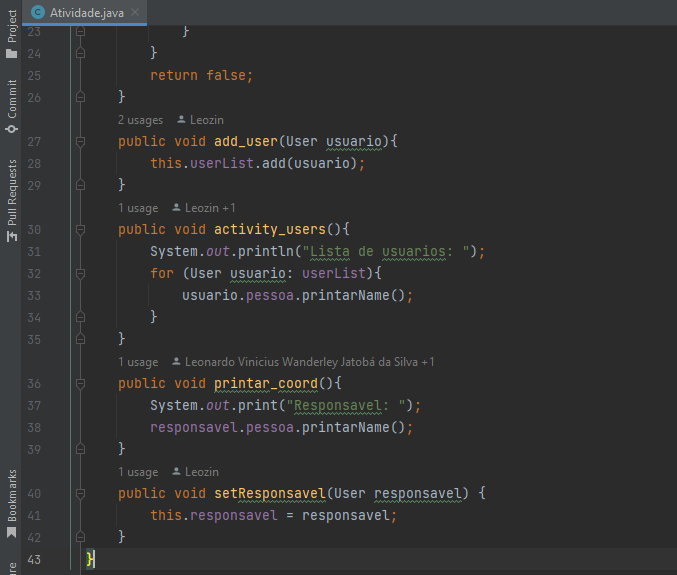 Atividade.java
Project
Commit
Pull Requests
Bookmarks
23 }
24 }
25 return false;
26 }
2 usages Leozin
27 public void add_user(User usuario){
28 this.userList.add(usuario);
29 }
1 usage Leozin +1
30 public void activity_users(){
31 System.out.println("Lista de usuarios: ");
32 for (User usuario: userList){
33 usuario.pessoa.printarName();
34 }
35 }
1 usage Leonardo Vinicius Wanderley Jatobá da Silva +1
36 public void printar_coord(){
37 System.out.print("Responsavel: ");
38 responsavel.pessoa.printarName();
39 }
1 usage Leozin
40 public void setResponsavel(User responsavel) {
41 this.responsavel = responsavel;
42 }
43 }